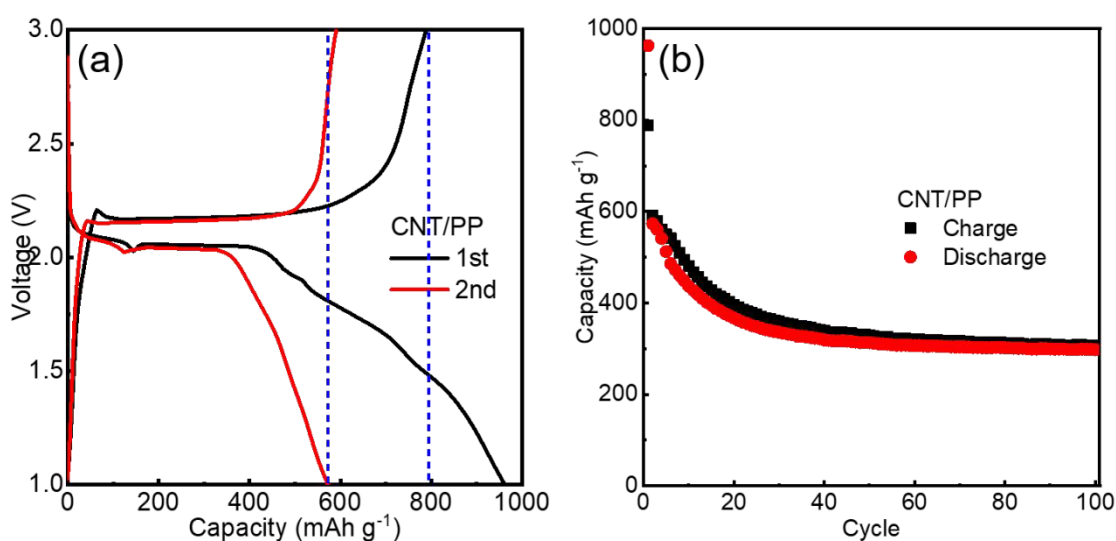 (a)
3.0
2.5
2.0
1.5
1.0
Voltage (V)
CNT/PP
1st
2nd
0 200 400 600 800 1000
Capacity (mAh g⁻¹)
(b)
1000
800
600
400
200
0
Capacity (mAh g⁻¹)
CNT/PP
Charge
Discharge
0 20 40 60 80 100
Cycle